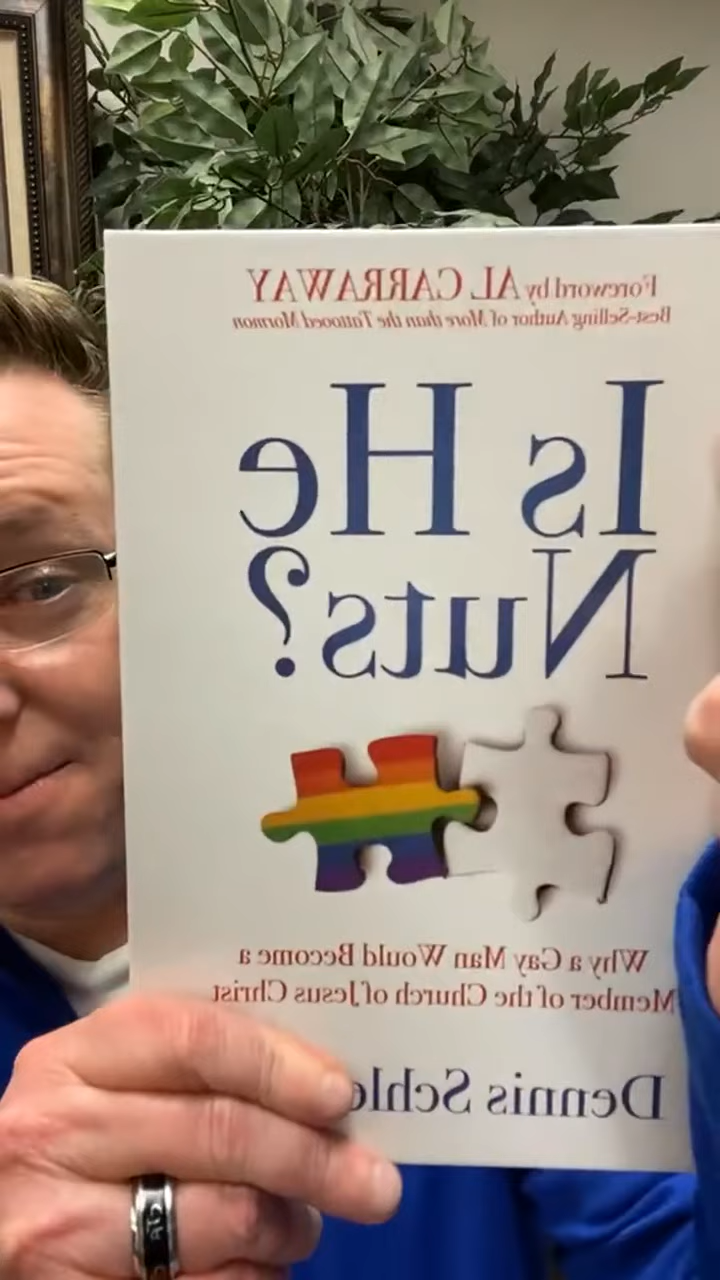 Foreword by AL CARRAWAY
Best-Selling Author of More than the Tattooed Mormon
Is He
Nuts?
Why a Gay Man Would Become a
Member of the Church of Jesus Christ
Dennis Schle